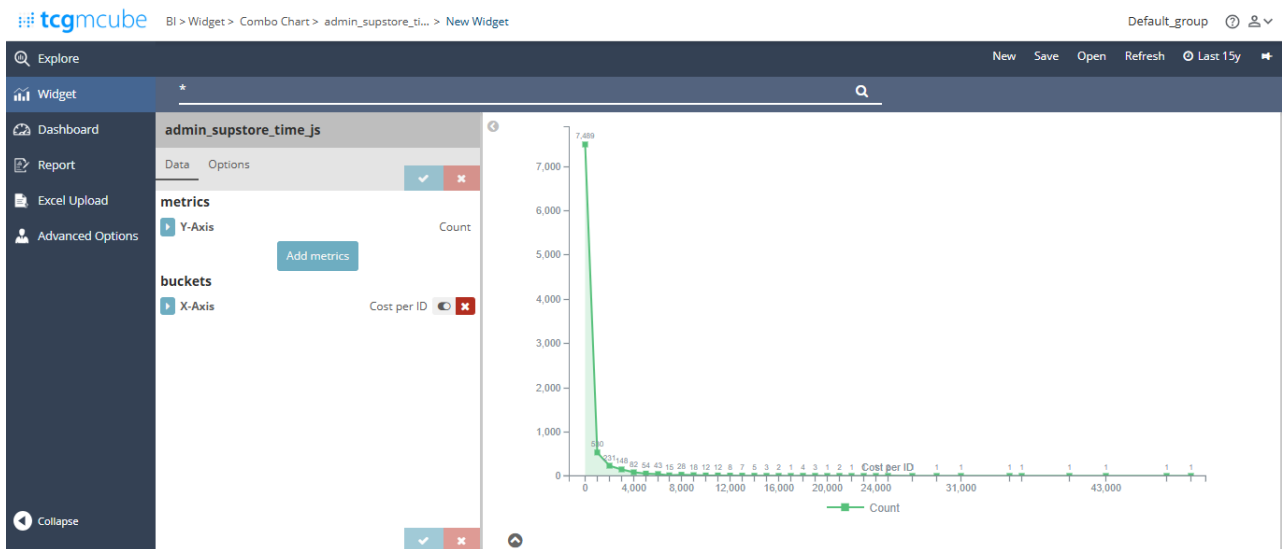 tcgmcube BI > Widget > Combo Chart > admin_supstore_ti... > New Widget Default_group
Explore New Save Open Refresh Last 15y
Widget *
Dashboard admin_supstore_time_js
Report Data Options
Excel Upload metrics
Advanced Options Y-Axis Count
Add metrics
buckets
X-Axis Cost per ID
Collapse
7,000
6,000
5,000
4,000
3,000
2,000
1,000
0
7,489
231 148 82 54 43 15 28 18 12 12 8 7 5 3 2 1 4 3 1 2 1 Cost per ID 1 1 1 1 1 1 1 1
0 4,000 8,000 12,000 16,000 20,000 24,000 31,000 43,000
Count